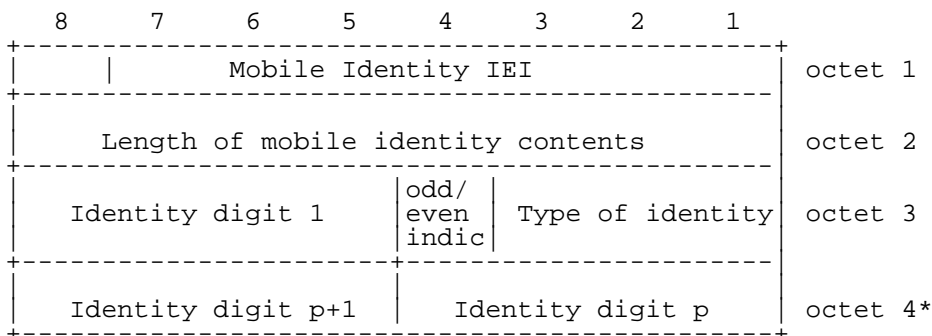 8 7 6 5 4 3 2 1
Mobile Identity IEI octet 1
Length of mobile identity contents octet 2
odd/
Identity digit 1 even Type of identity octet 3
indic
Identity digit p+1 Identity digit p octet 4*